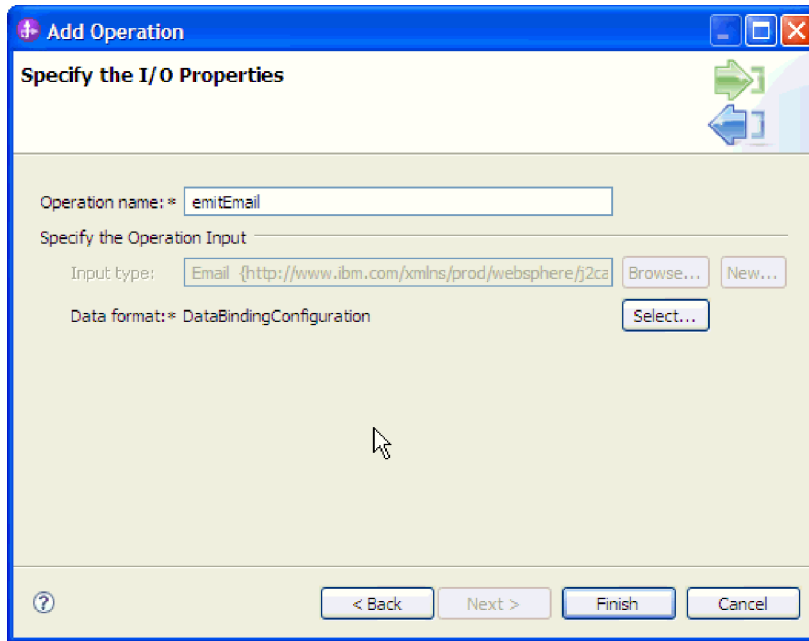 Add Operation
Specify the I/O Properties
Operation name:* emitEmail
Specify the Operation Input
Input type: Email {http://www.ibm.com/xmlns/prod/websphere/j2ca Browse... New...
Data format:* DataBindingConfiguration Select...
? < Back Next > Finish Cancel